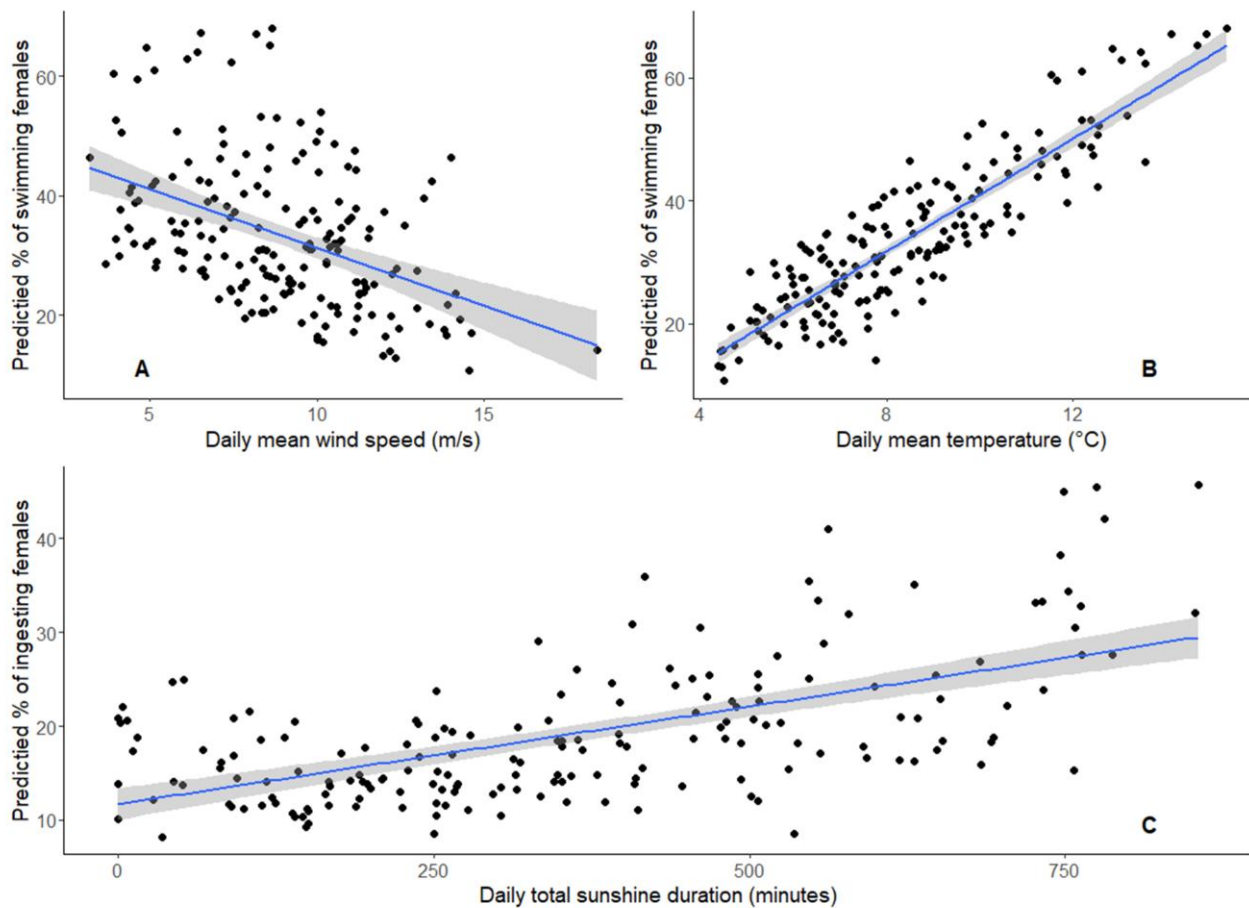 Predictied % of swimming females
60
40
20
A
5
10
15
Daily mean wind speed (m/s)
Predictied % of swimming females
60
40
20
B
4
8
12
Daily mean temperature (°C)
Predictied % of ingesting females
40
30
20
10
C
0
250
500
750
Daily total sunshine duration (minutes)